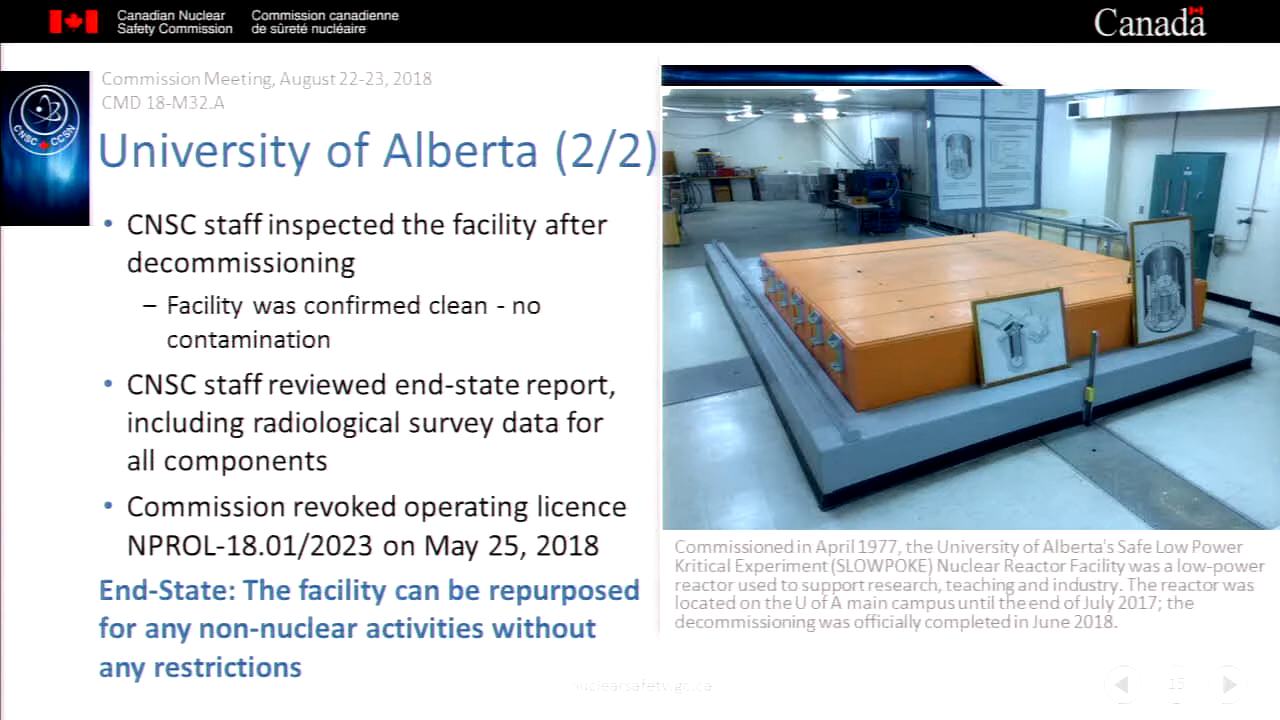 Canadian Nuclear
Safety Commission
Commission canadienne
de sûreté nucléaire
Canada
Commission Meeting, August 22-23, 2018
CMD 18-M32.A
CNSC CCSN
University of Alberta (2/2)
• CNSC staff inspected the facility after
decommissioning
– Facility was confirmed clean - no
contamination
• CNSC staff reviewed end-state report,
including radiological survey data for
all components
• Commission revoked operating licence
NPROL-18.01/2023 on May 25, 2018
End-State: The facility can be repurposed
for any non-nuclear activities without
any restrictions
Commissioned in April 1977, the University of Alberta's Safe Low Power
Kritical Experiment (SLOWPOKE) Nuclear Reactor Facility was a low-power
reactor used to support research, teaching and industry. The reactor was
located on the U of A main campus until the end of July 2017; the
decommissioning was officially completed in June 2018.
nuclearsafety.gc.ca
15